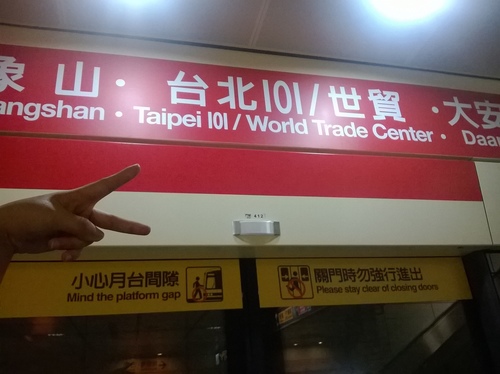 象山 · 台北101/世貿 · 大安
angshan · Taipei 101 / World Trade Center · Daan
小心月台間隙
Mind the platform gap
關門時勿強行進出
Please stay clear of closing doors